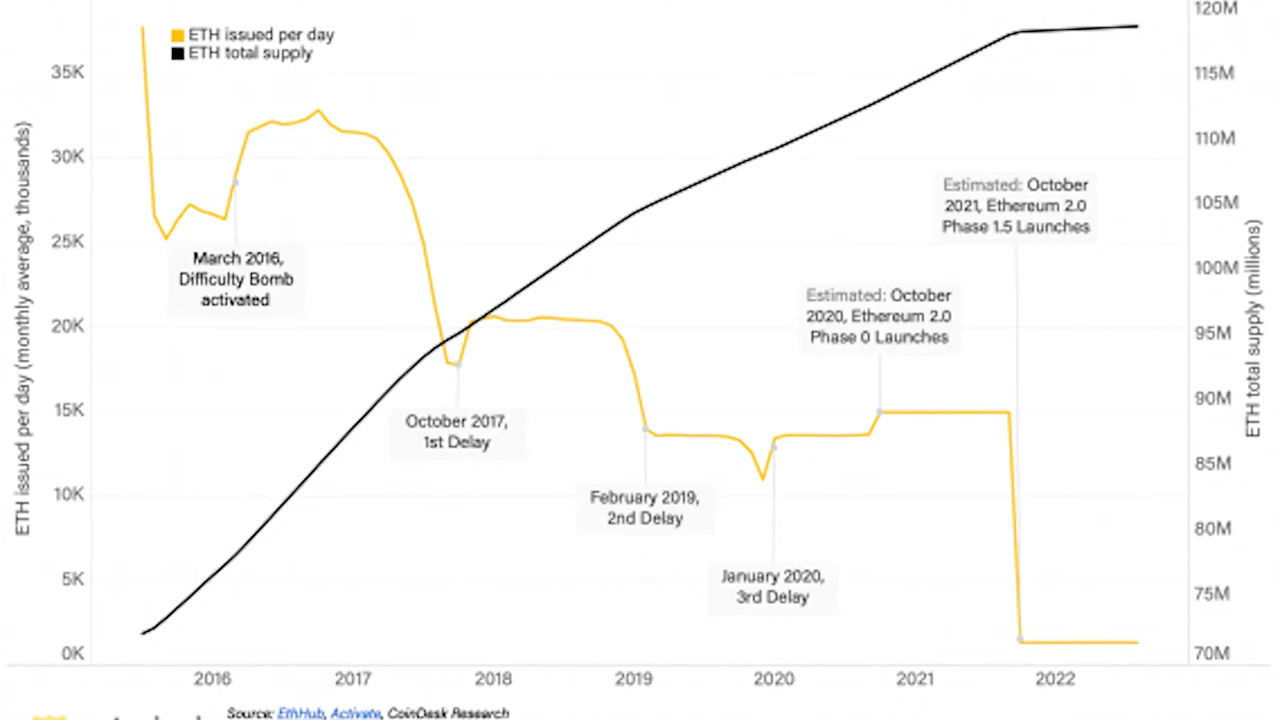 120M
ETH issued per day
ETH total supply
35K
115M
30K
110M
Estimated: October
2021, Ethereum 2.0
Phase 1.5 Launches
105M
25K
March 2016,
Difficulty Bomb
activated
100M
Estimated: October
2020, Ethereum 2.0
Phase 0 Launches
20K
95M
15K
90M
October 2017,
1st Delay
85M
10K
February 2019,
2nd Delay
80M
5K
January 2020,
3rd Delay
75M
0K
70M
ETH issued per day (monthly average, thousands)
ETH total supply (millions)
2016 2017 2018 2019 2020 2021 2022
Source: EthHub, Activate, CoinDesk Research